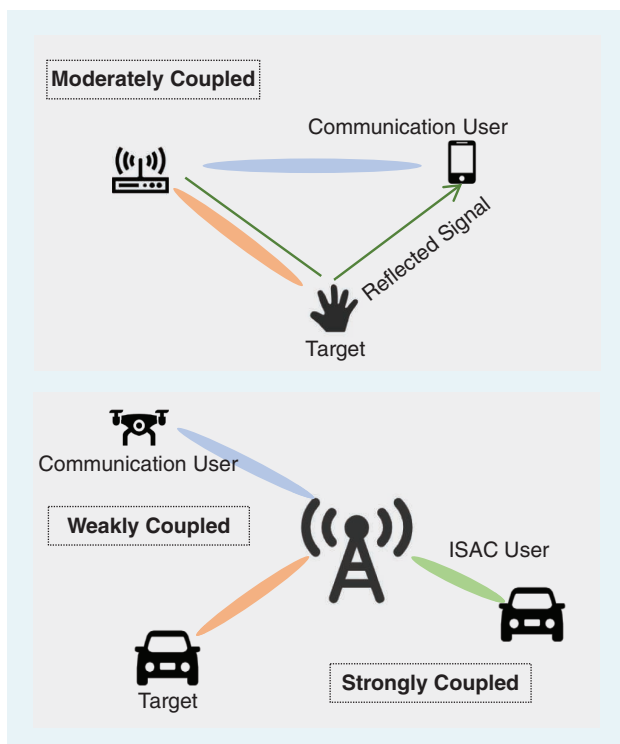 Moderately Coupled
Communication User
Reflected Signal
Target
Communication User
Weakly Coupled
ISAC User
Target
Strongly Coupled